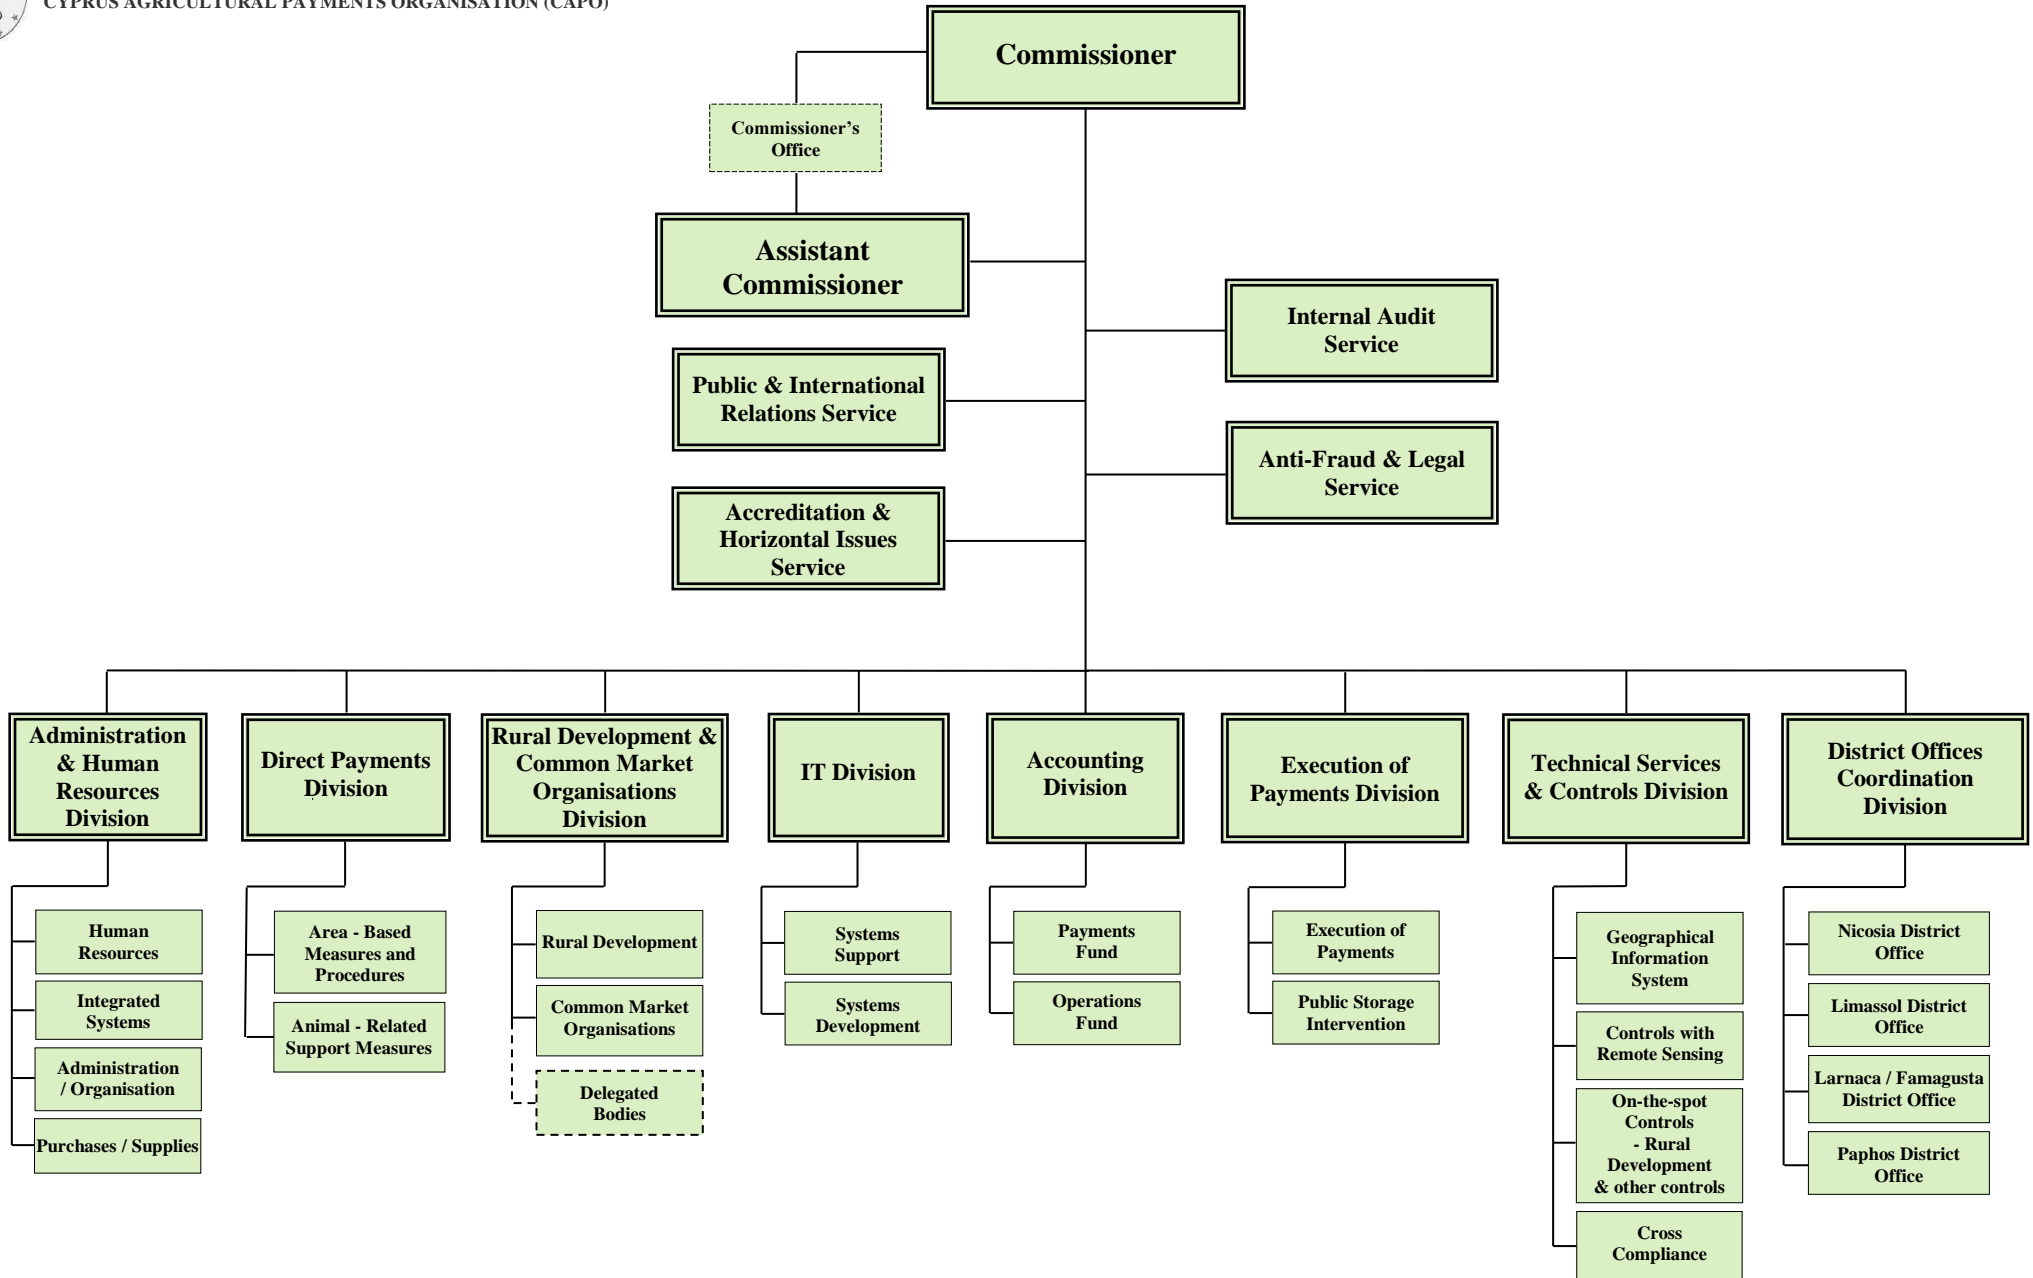 CYPRUS AGRICULTURAL PAYMENTS ORGANISATION (CAPO)
Commissioner
Commissioner's
Office
Assistant
Commissioner
Internal Audit
Service
Public & International
Relations Service
Anti-Fraud & Legal
Service
Accreditation &
Horizontal Issues
Service
Administration
& Human
Resources
Division
Direct Payments
Division
Rural Development &
Common Market
Organisations
Division
IT Division
Accounting
Division
Execution of
Payments Division
Technical Services
& Controls Division
District Offices
Coordination
Division
Human
Resources
Integrated
Systems
Administration
/ Organisation
Purchases / Supplies
Area - Based
Measures and
Procedures
Animal - Related
Support Measures
Rural Development
Common Market
Organisations
Delegated
Bodies
Systems
Support
Systems
Development
Payments
Fund
Operations
Fund
Execution of
Payments
Public Storage
Intervention
Geographical
Information
System
Controls with
Remote Sensing
On-the-spot
Controls
- Rural
Development
& other controls
Cross
Compliance
Nicosia District
Office
Limassol District
Office
Larnaca / Famagusta
District Office
Paphos District
Office